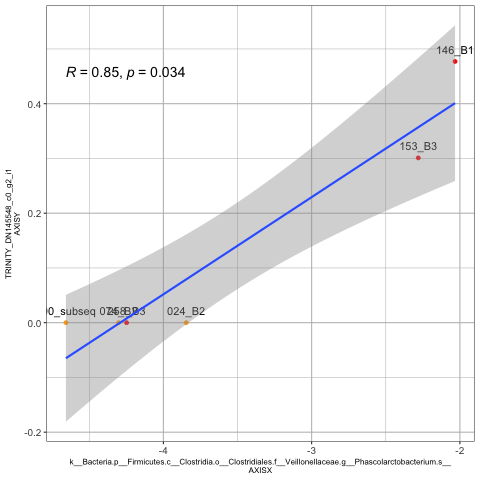 R = 0.85, p = 0.034
146_B1
153_B3
024_B2
0_subseq
0.4
0.2
0.0
-0.2
-4
-3
-2
TRINITY_DN145548_c0_g2_i1
AXISY
k__Bacteria.p__Firmicutes.c__Clostridia.o__Clostridiales.f__Veillonellaceae.g__Phascolarctobacterium.s__
AXISX